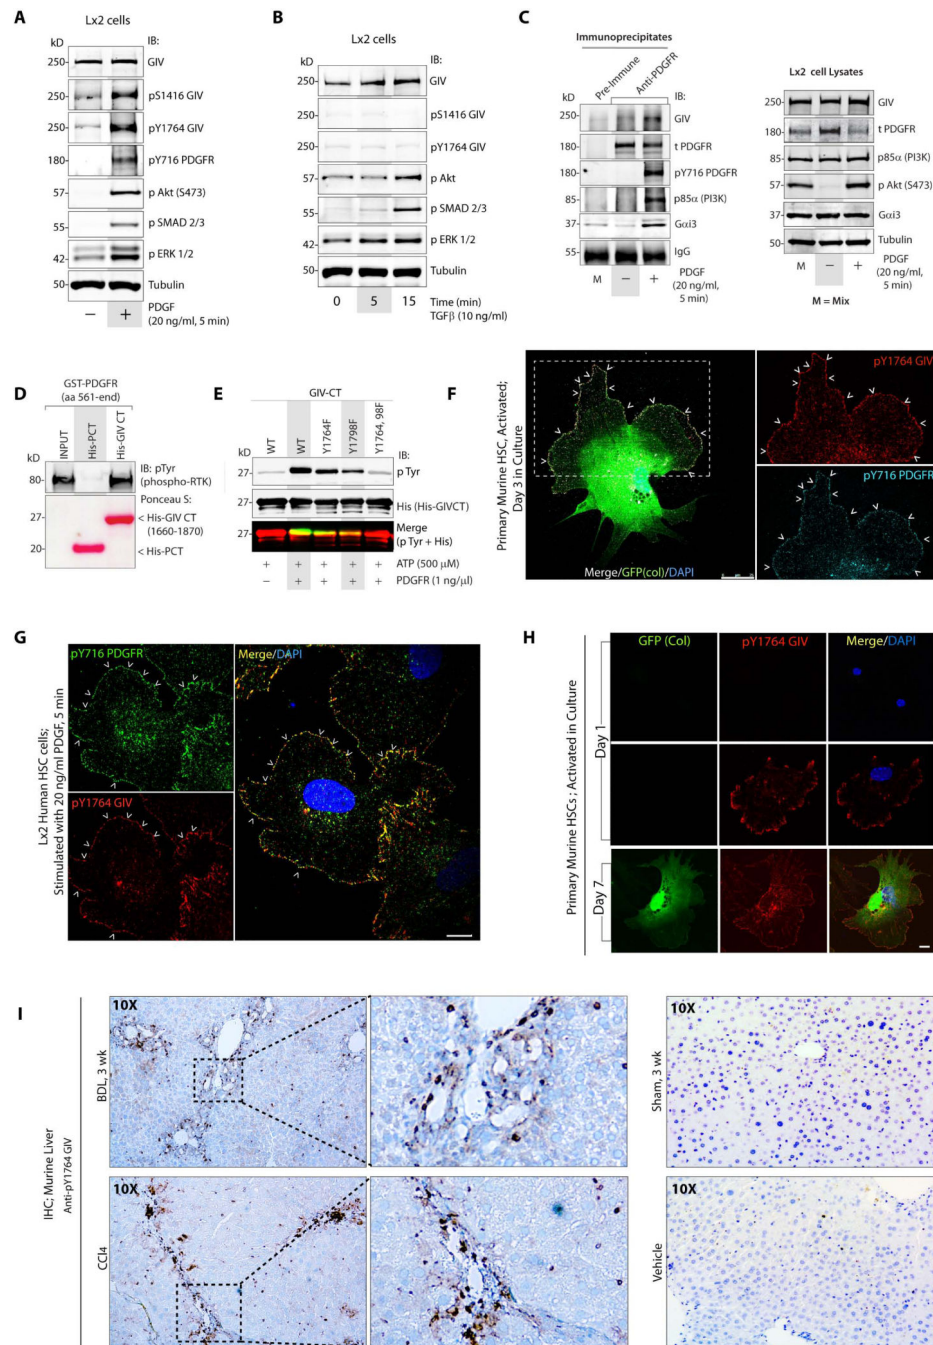 A
Lx2 cells
kD
IB:
250
GIV
250
pS1416 GIV
250
pY1764 GIV
180
pY716 PDGFR
57
p Akt (S473)
p SMAD 2/3
42
p ERK 1/2
50
Tubulin
− +
PDGF
(20 ng/ml, 5 min)
B
Lx2 cells
kD
IB:
250
GIV
250
pS1416 GIV
pY1764 GIV
57
p Akt
p SMAD 2/3
42
p ERK 1/2
50
Tubulin
0 5 15
Time (min)
TGFβ (10 ng/ml)
C
Immunoprecipitates
Pre-Immune
Anti-PDGFR
kD
IB:
250
GIV
180
t PDGFR
180
pY716 PDGFR
85
p85α (PI3K)
37
Gαi3
55
IgG
M − +
PDGF
(20 ng/ml,
5 min)
Lx2 cell Lysates
kD
250
GIV
180
t PDGFR
85
p85α (PI3K)
57
p Akt (S473)
37
Gαi3
50
Tubulin
M − +
PDGF
(20 ng/ml,
5 min)
M = Mix
D
GST-PDGFR
(aa 561-end)
INPUT
His-PCT
His-GIV CT
kD
80
IB: pTyr
(phospho-RTK)
Ponceau S:
27
< His-GIV CT
(1660-1870)
20
< His-PCT
E
GIV-CT
WT
WT
Y1764F
Y1798F
Y1764, 98F
kD
IB:
27
p Tyr
27
His (His-GIVCT)
27
Merge
(p Tyr + His)
+ + + + +
ATP (500 μM)
− + + + +
PDGFR (1 ng/μl)
F
Primary Murine HSC, Activated;
Day 3 in Culture
Merge/GFP(col)/DAPI
pY1764 GIV
pY716 PDGFR
G
Lx2 Human HSC cells;
Stimulated with 20 ng/ml PDGF, 5 min
pY716 PDGFR
Merge/DAPI
pY1764 GIV
H
Primary Murine HSCs ; Activated in Culture
GFP (Col)
pY1764 GIV
Merge/DAPI
Day 1
Day 7
I
IHC; Murine Liver
Anti-pY1764 GIV
BDL, 3 wk
10X
Sham, 3 wk
10X
CCl4
10X
Vehicle
10X